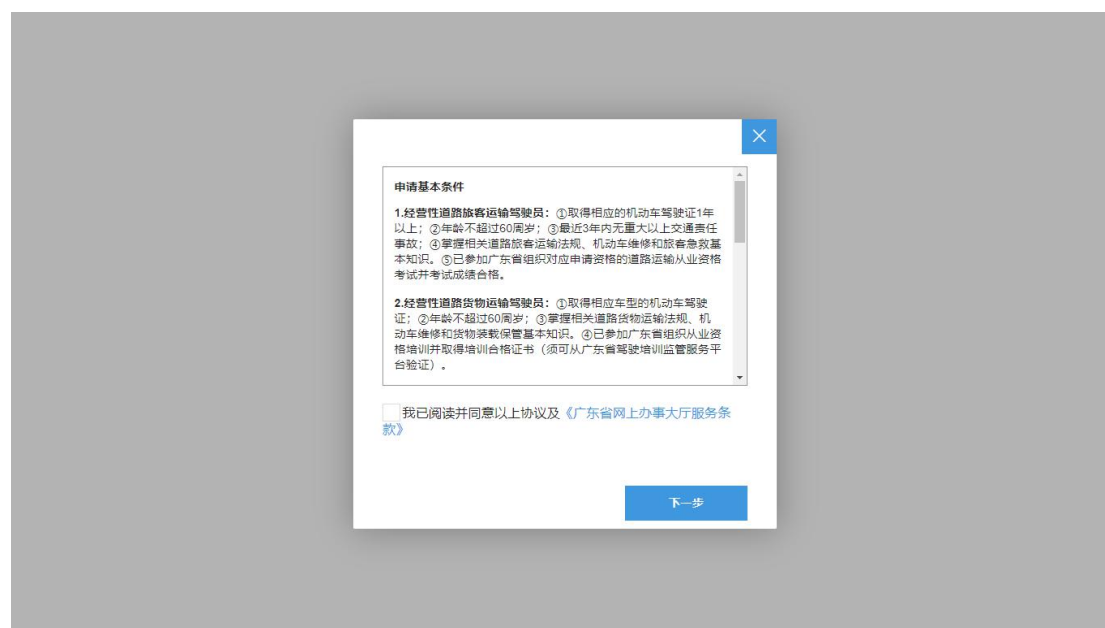 申请基本条件
1.经营性道路旅客运输驾驶员：①取得相应的机动车驾驶证1年
以上；②年龄不超过60周岁；③最近3年内无重大以上交通责任
事故；④掌握相关道路旅客运输法规、机动车维修和旅客急救基
本知识。⑤已参加广东省组织对应申请资格的道路运输从业资格
考试并考试成绩合格。
2.经营性道路货物运输驾驶员：①取得相应车型的机动车驾驶
证；②年龄不超过60周岁；③掌握相关道路货物运输法规、机
动车维修和货物装载保管基本知识。④已参加广东省组织从业资
格培训并取得培训合格证书（须可从广东省驾驶培训监管服务平
台验证）。
我已阅读并同意以上协议及《广东省网上办事大厅服务条
款》
下一步